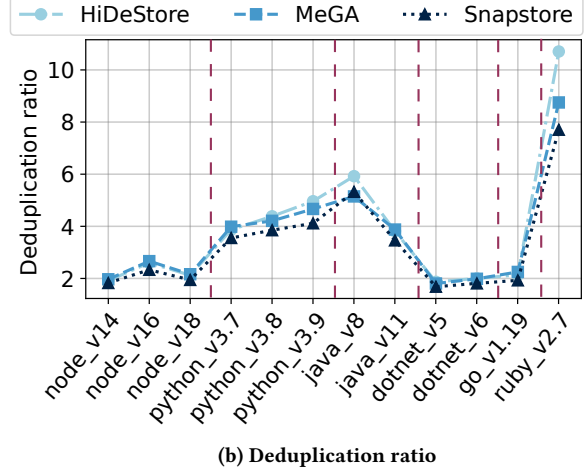 HiDeStore MeGA Snapstore
Deduplication ratio
10
8
6
4
2
node_v14
node_v16
node_v18
python_v3.7
python_v3.8
python_v3.9
java_v8
java_v11
dotnet_v5
dotnet_v6
go_v1.19
ruby_v2.7
(b) Deduplication ratio